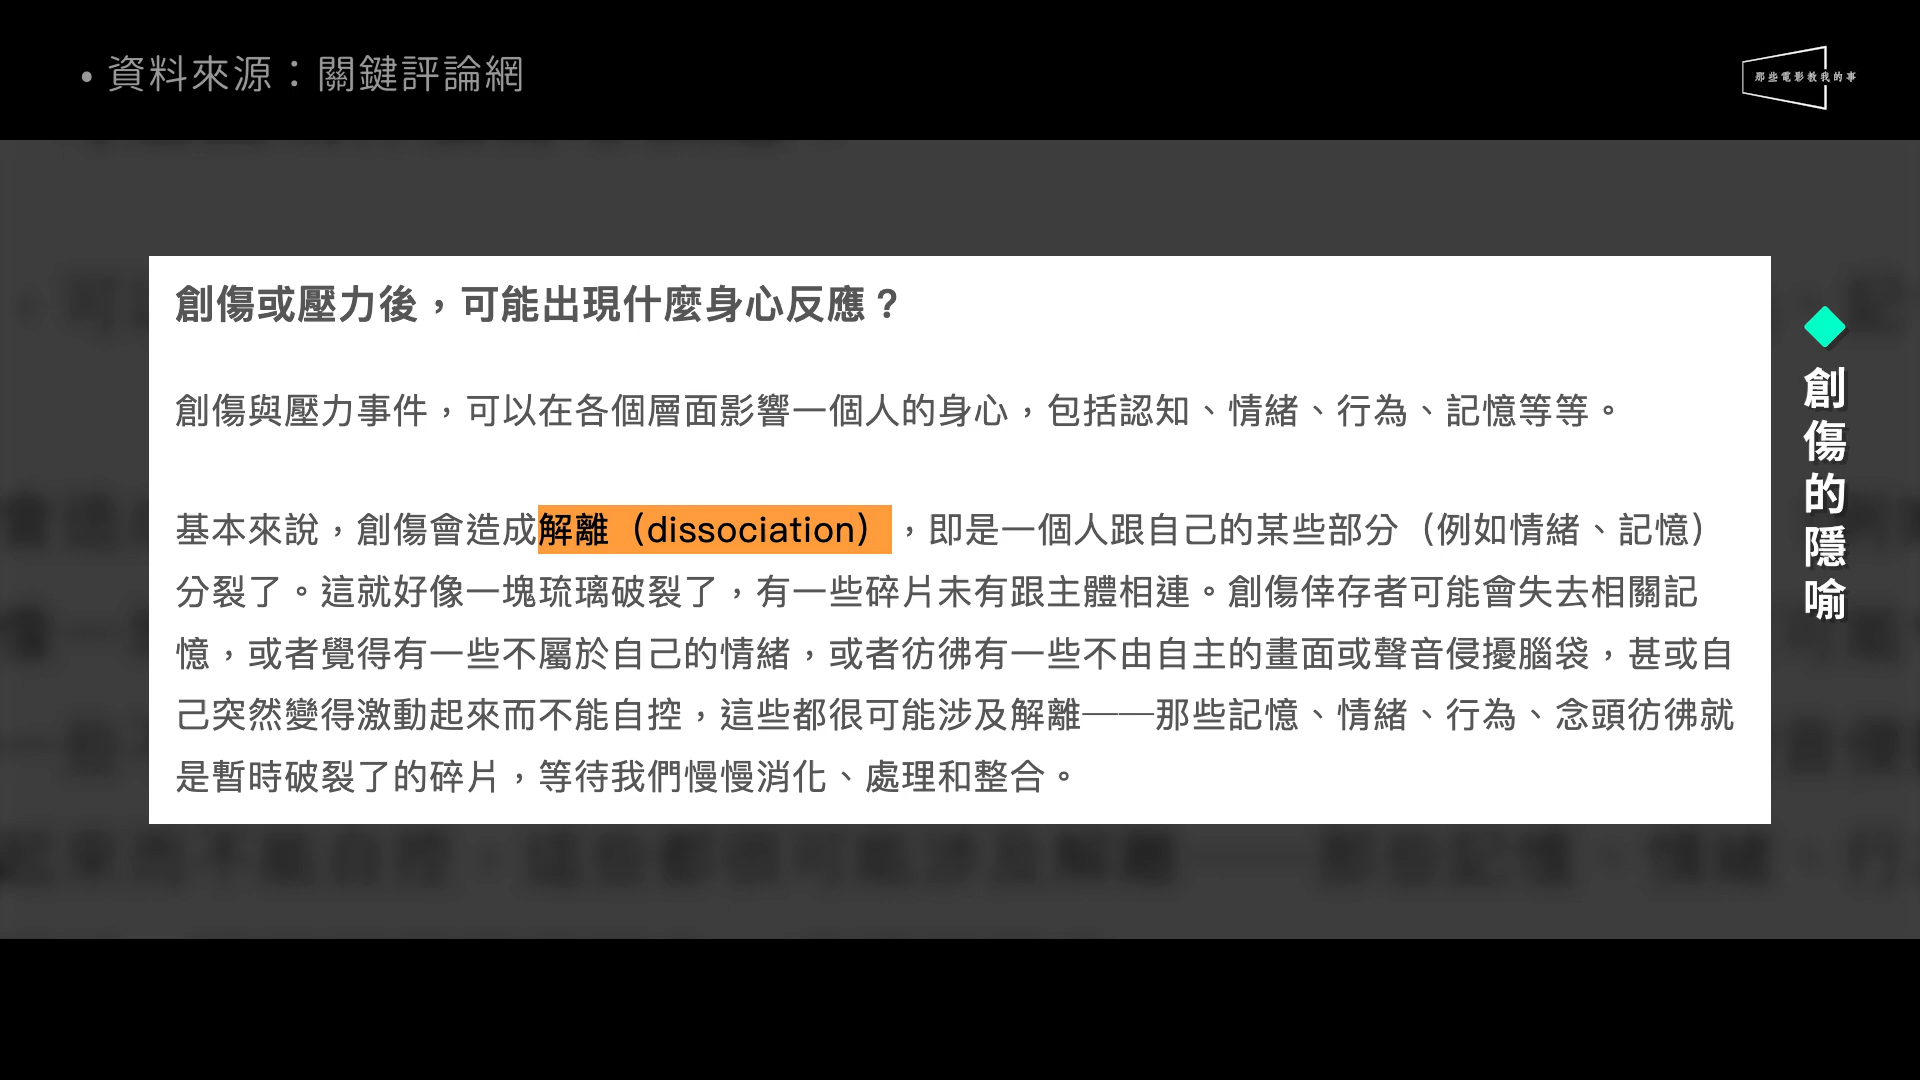 • 資料來源：關鍵評論網
那些電影教我的事
創傷或壓力後，可能出現什麼身心反應？
創傷與壓力事件，可以在各個層面影響一個人的身心，包括認知、情緒、行為、記憶等等。
基本來說，創傷會造成解離（dissociation），即是一個人跟自己的某些部分（例如情緒、記憶）
分裂了。這就好像一塊琉璃破裂了，有一些碎片未有跟主體相連。創傷倖存者可能會失去相關記
憶，或者覺得有一些不屬於自己的情緒，或者彷彿有一些不由自主的畫面或聲音侵擾腦袋，甚或自
己突然變得激動起來而不能自控，這些都很可能涉及解離——那些記憶、情緒、行為、念頭彷彿就
是暫時破裂了的碎片，等待我們慢慢消化、處理和整合。
創傷的隱喻